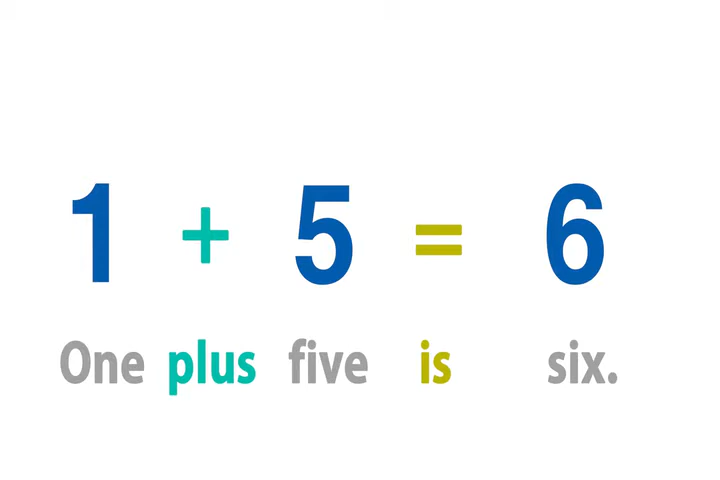 1 + 5 = 6
One plus five is six.